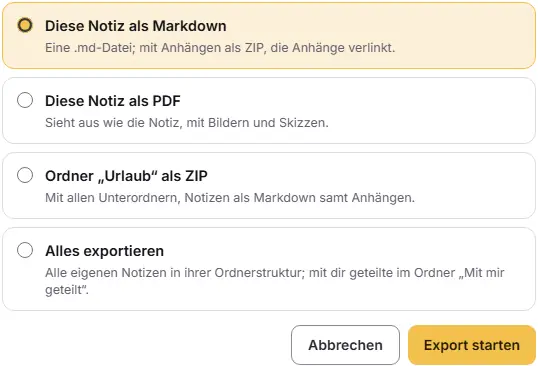 Diese Notiz als Markdown
Eine .md-Datei; mit Anhängen als ZIP, die Anhänge verlinkt.
Diese Notiz als PDF
Sieht aus wie die Notiz, mit Bildern und Skizzen.
Ordner „Urlaub“ als ZIP
Mit allen Unterordnern, Notizen als Markdown samt Anhängen.
Alles exportieren
Alle eigenen Notizen in ihrer Ordnerstruktur; mit dir geteilte im Ordner „Mit mir
geteilt“.
Abbrechen
Export starten